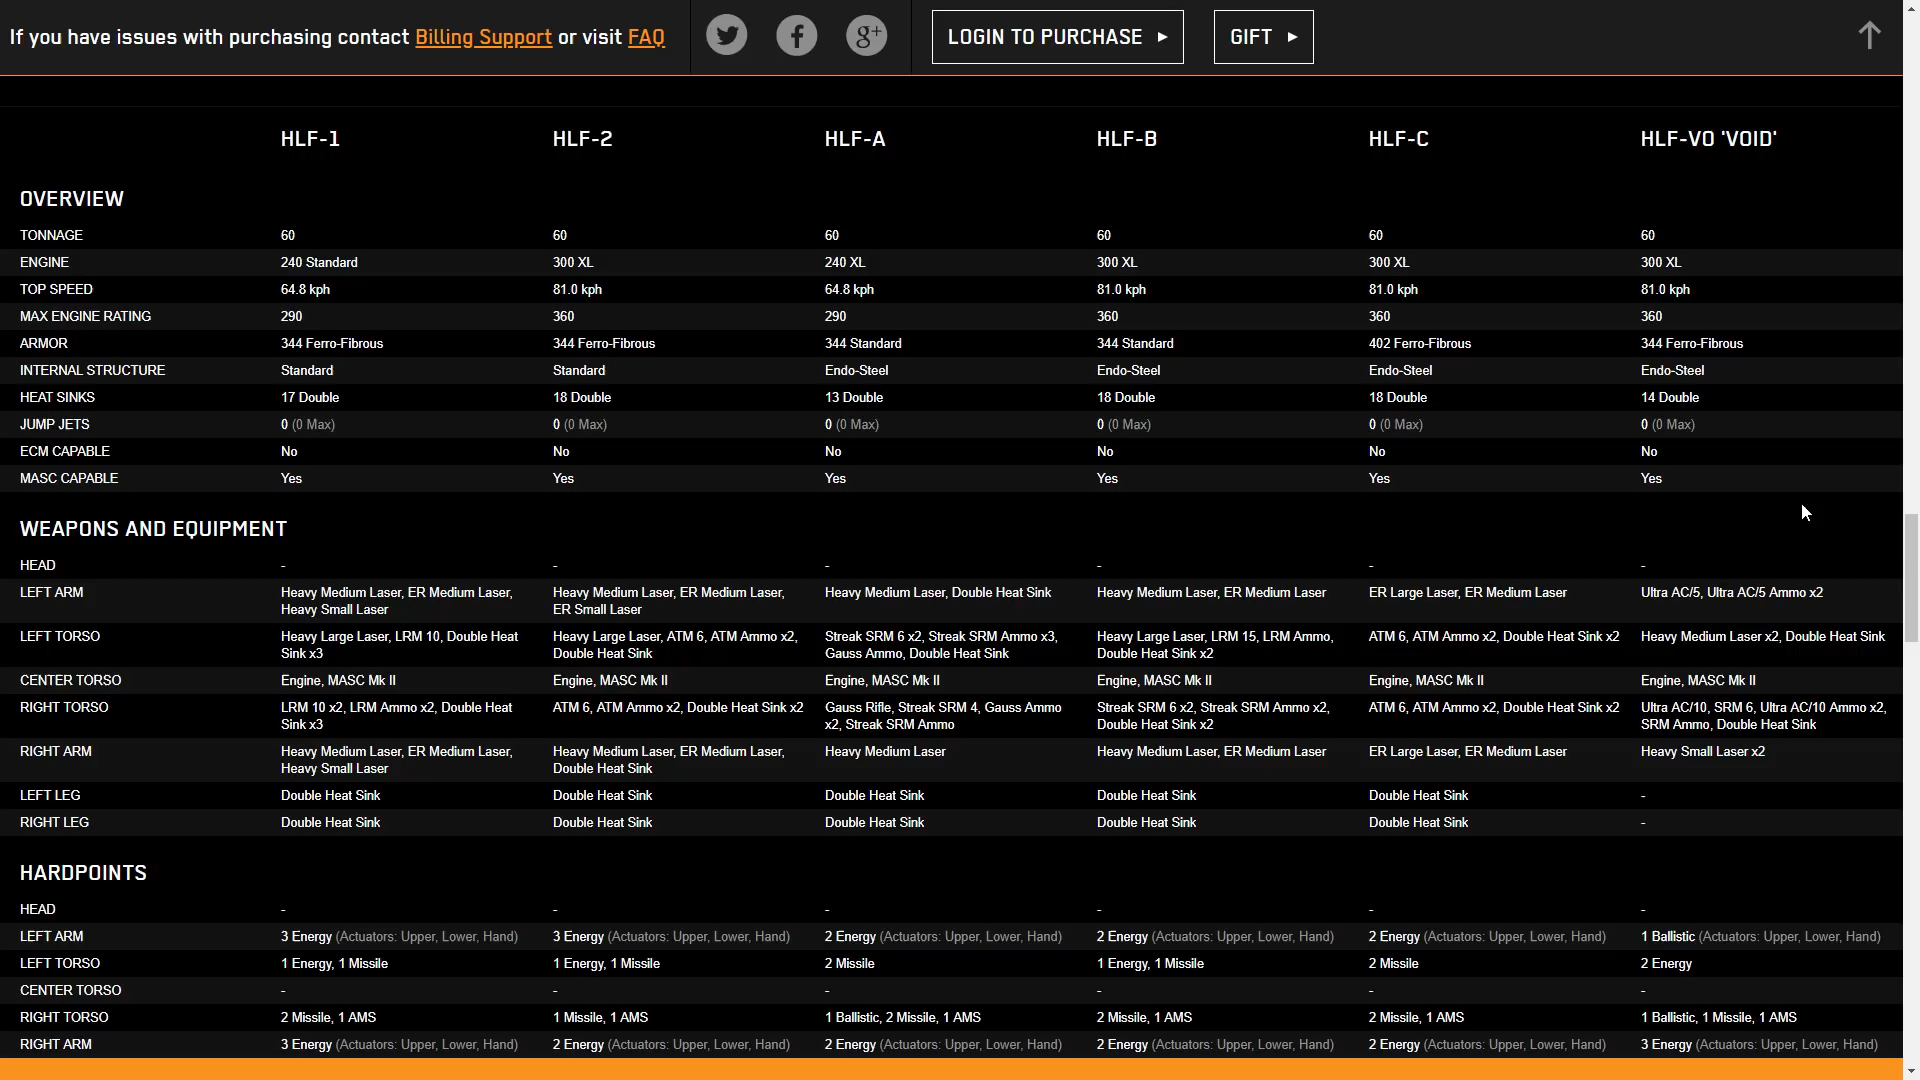 If you have issues with purchasing contact Billing Support or visit FAQ
g+
LOGIN TO PURCHASE ►
GIFT ►
HLF-1 HLF-2 HLF-A HLF-B HLF-C HLF-VO 'VOID'
OVERVIEW
TONNAGE 60 60 60 60 60 60
ENGINE 240 Standard 300 XL 240 XL 300 XL 300 XL 300 XL
TOP SPEED 64.8 kph 81.0 kph 64.8 kph 81.0 kph 81.0 kph 81.0 kph
MAX ENGINE RATING 290 360 290 360 360 360
ARMOR 344 Ferro-Fibrous 344 Ferro-Fibrous 344 Standard 344 Standard 402 Ferro-Fibrous 344 Ferro-Fibrous
INTERNAL STRUCTURE Standard Standard Endo-Steel Endo-Steel Endo-Steel Endo-Steel
HEAT SINKS 17 Double 18 Double 13 Double 18 Double 18 Double 14 Double
JUMP JETS 0 (0 Max) 0 (0 Max) 0 (0 Max) 0 (0 Max) 0 (0 Max) 0 (0 Max)
ECM CAPABLE No No No No No No
MASC CAPABLE Yes Yes Yes Yes Yes Yes
WEAPONS AND EQUIPMENT
HEAD - - - - - -
LEFT ARM Heavy Medium Laser, ER Medium Laser, Heavy Medium Laser, ER Medium Laser, Heavy Medium Laser, Double Heat Sink Heavy Medium Laser, ER Medium Laser ER Large Laser, ER Medium Laser Ultra AC/5, Ultra AC/5 Ammo x2
Heavy Small Laser ER Small Laser
LEFT TORSO Heavy Large Laser, LRM 10, Double Heat Heavy Large Laser, ATM 6, ATM Ammo x2, Streak SRM 6 x2, Streak SRM Ammo x3, Heavy Large Laser, LRM 15, LRM Ammo, ATM 6, ATM Ammo x2, Double Heat Sink x2 Heavy Medium Laser x2, Double Heat Sink
Sink x3 Double Heat Sink Gauss Ammo, Double Heat Sink Double Heat Sink x2
CENTER TORSO Engine, MASC Mk II Engine, MASC Mk II Engine, MASC Mk II Engine, MASC Mk II Engine, MASC Mk II Engine, MASC Mk II
RIGHT TORSO LRM 10 x2, LRM Ammo x2, Double Heat ATM 6, ATM Ammo x2, Double Heat Sink x2 Gauss Rifle, Streak SRM 4, Gauss Ammo Streak SRM 6 x2, Streak SRM Ammo x2, ATM 6, ATM Ammo x2, Double Heat Sink x2 Ultra AC/10, SRM 6, Ultra AC/10 Ammo x2,
Sink x3 x2, Streak SRM Ammo Double Heat Sink x2 SRM Ammo, Double Heat Sink
RIGHT ARM Heavy Medium Laser, ER Medium Laser, Heavy Medium Laser, ER Medium Laser, Heavy Medium Laser Heavy Medium Laser, ER Medium Laser ER Large Laser, ER Medium Laser Heavy Small Laser x2
Heavy Small Laser Double Heat Sink
LEFT LEG Double Heat Sink Double Heat Sink Double Heat Sink Double Heat Sink Double Heat Sink -
RIGHT LEG Double Heat Sink Double Heat Sink Double Heat Sink Double Heat Sink Double Heat Sink -
HARDPOINTS
HEAD - - - - - -
LEFT ARM 3 Energy (Actuators: Upper, Lower, Hand) 3 Energy (Actuators: Upper, Lower, Hand) 2 Energy (Actuators: Upper, Lower, Hand) 2 Energy (Actuators: Upper, Lower, Hand) 2 Energy (Actuators: Upper, Lower, Hand) 1 Ballistic (Actuators: Upper, Lower, Hand)
LEFT TORSO 1 Energy, 1 Missile 1 Energy, 1 Missile 2 Missile 1 Energy, 1 Missile 2 Missile 2 Energy
CENTER TORSO - - - - - -
RIGHT TORSO 2 Missile, 1 AMS 1 Missile, 1 AMS 1 Ballistic, 2 Missile, 1 AMS 2 Missile, 1 AMS 2 Missile, 1 AMS 1 Ballistic, 1 Missile, 1 AMS
RIGHT ARM 3 Energy (Actuators: Upper, Lower, Hand) 2 Energy (Actuators: Upper, Lower, Hand) 2 Energy (Actuators: Upper, Lower, Hand) 2 Energy (Actuators: Upper, Lower, Hand) 2 Energy (Actuators: Upper, Lower, Hand) 3 Energy (Actuators: Upper, Lower, Hand)